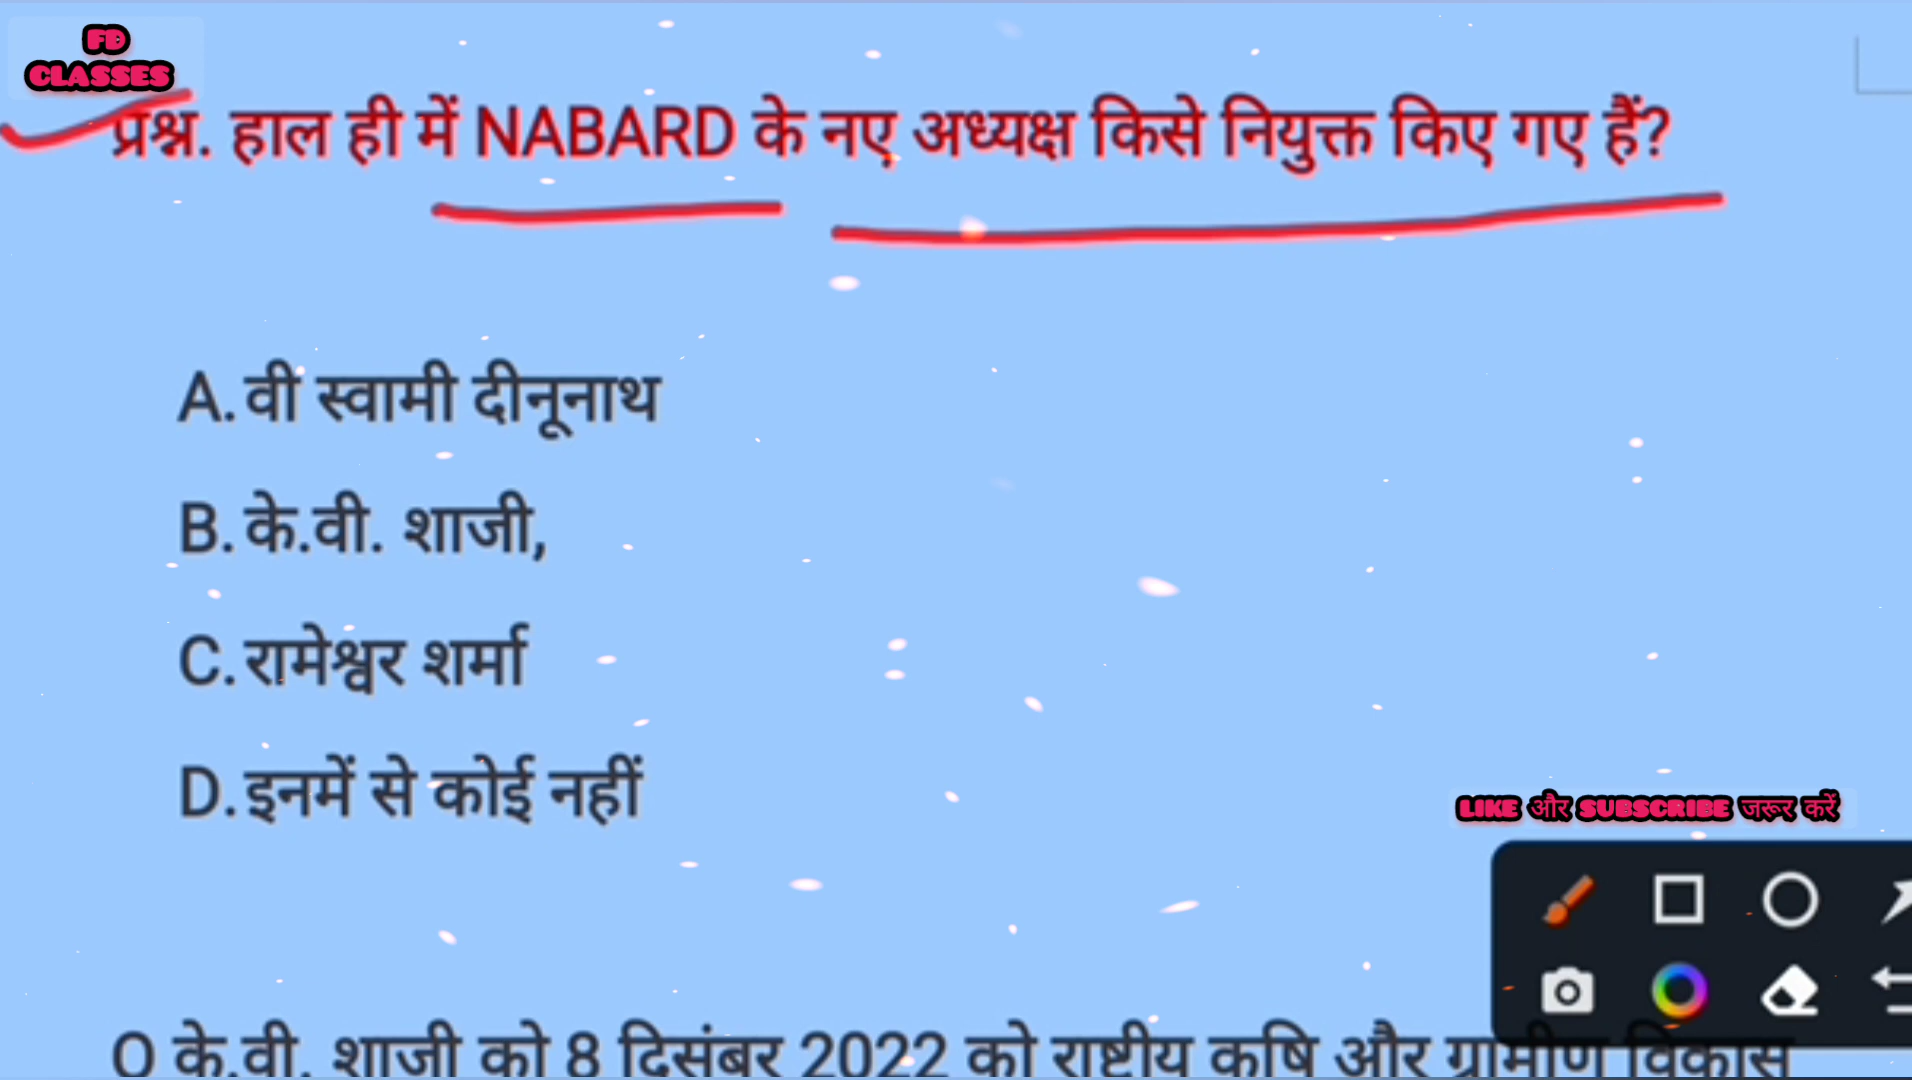 FD
CLASSES
प्रश्न. हाल ही में NABARD के नए अध्यक्ष किसे नियुक्त किए गए हैं?
A. वी स्वामी दीनूनाथ
B. के.वी. शाजी,
C. रामेश्वर शर्मा
D. इनमें से कोई नहीं
LIKE और SUBSCRIBE जरूर करें
O के.वी. शाजी को 8 दिसंबर 2022 को राष्ट्रीय कृषि और ग्रामीण विकास